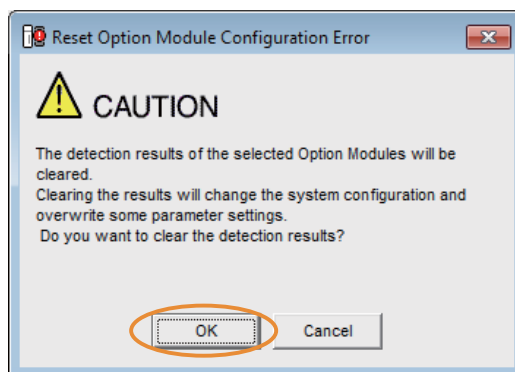 Reset Option Module Configuration Error
CAUTION
The detection results of the selected Option Modules will be
cleared.
Clearing the results will change the system configuration and
overwrite some parameter settings.
Do you want to clear the detection results?
OK
Cancel